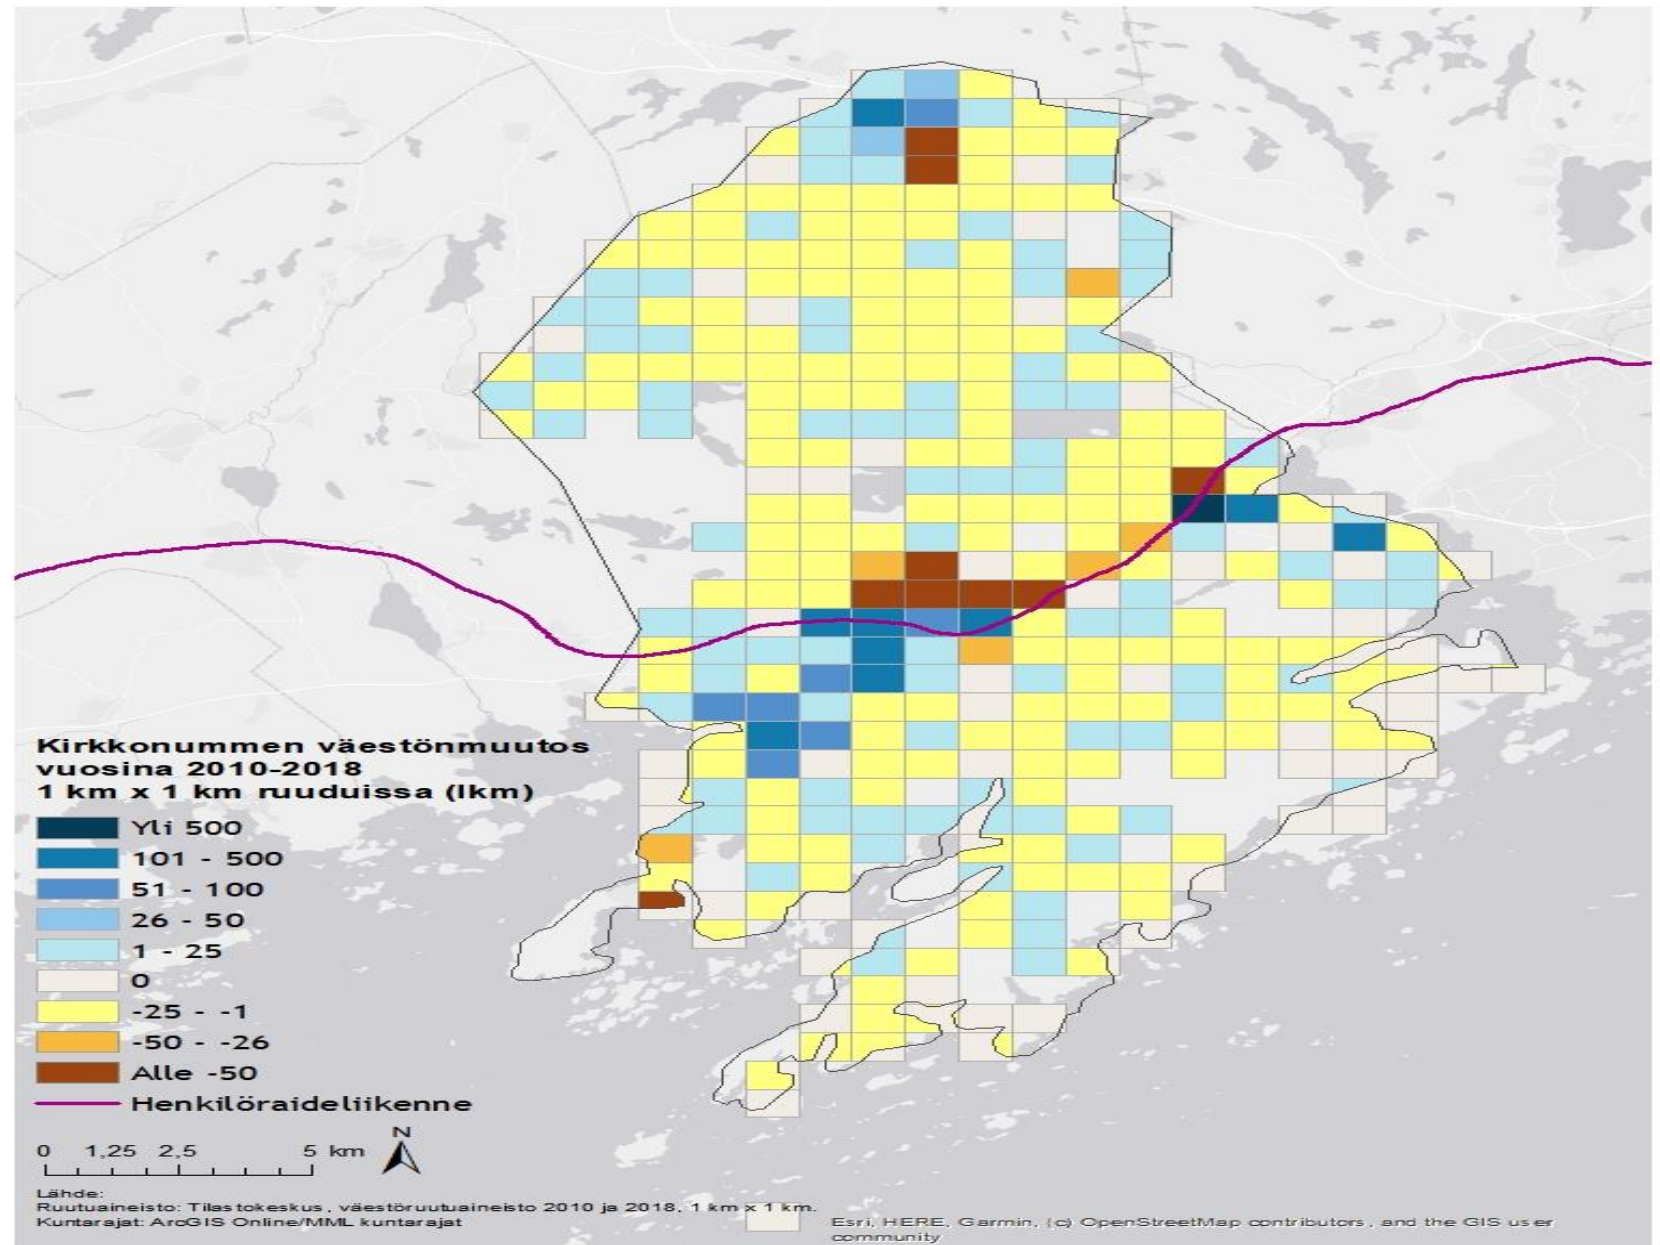 Kirkkonummen väestönmuutos
vuosina 2010-2018
1 km x 1 km ruuduissa (lkm)
Yli 500
101 - 500
51 - 100
26 - 50
1 - 25
0
-25 - -1
-50 - -26
Alle -50
Henkilöraideliikenne
N
0 1,25 2,5 5 km
Lähde:
Ruutuaineisto: Tilastokeskus, väestöruutuaineisto 2010 ja 2018, 1 km x 1 km.
Kuntarajat: ArcGIS Online/MML kuntarajat
Esri, HERE, Garmin, (c) OpenStreetMap contributors, and the GIS user
community